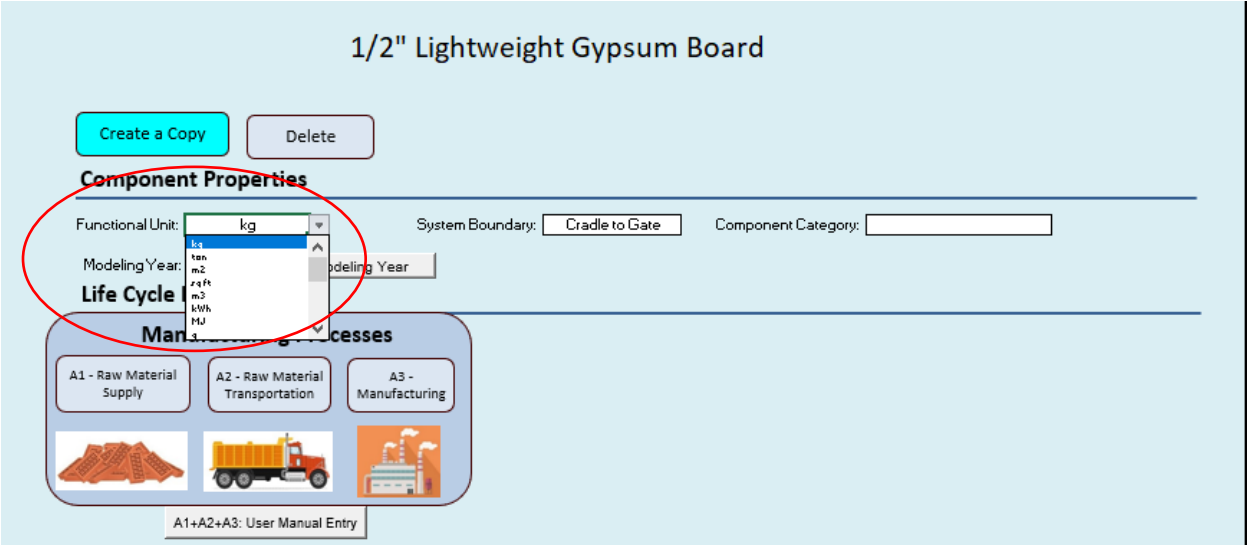 1/2" Lightweight Gypsum Board
Create a Copy
Delete
Component Properties
Functional Unit: kg
System Boundary: Cradle to Gate
Component Category:
kg
ton
m2
sqft
m3
kWh
MJ
Modeling Year:
odeling Year
Life Cycle
Man
cesses
A1 - Raw Material
Supply
A2 - Raw Material
Transportation
A3 -
Manufacturing
A1+A2+A3: User Manual Entry